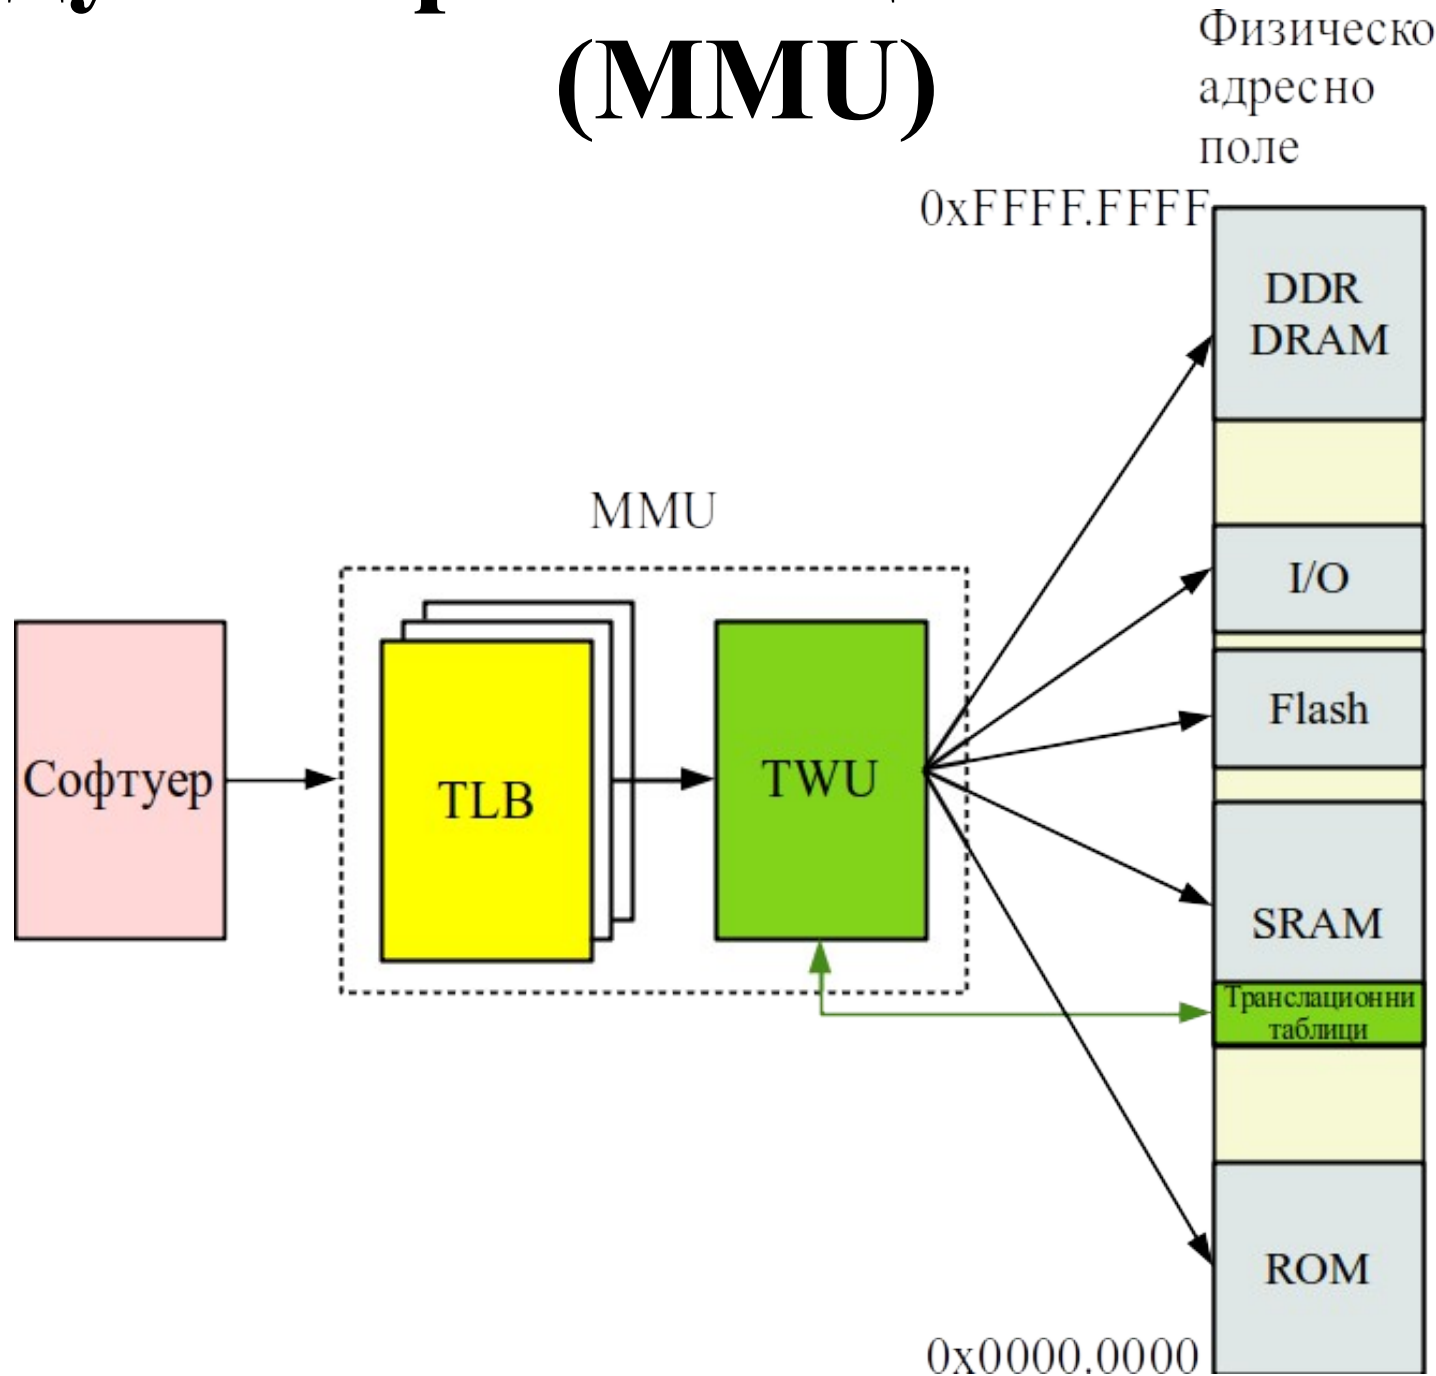 (MMU)
Физическо
адресно
поле
0xFFFF.FFFF
DDR
DRAM
MMU
I/O
Flash
Софтуер
TLB
TWU
SRAM
Транслационни
таблици
ROM
0x0000.0000